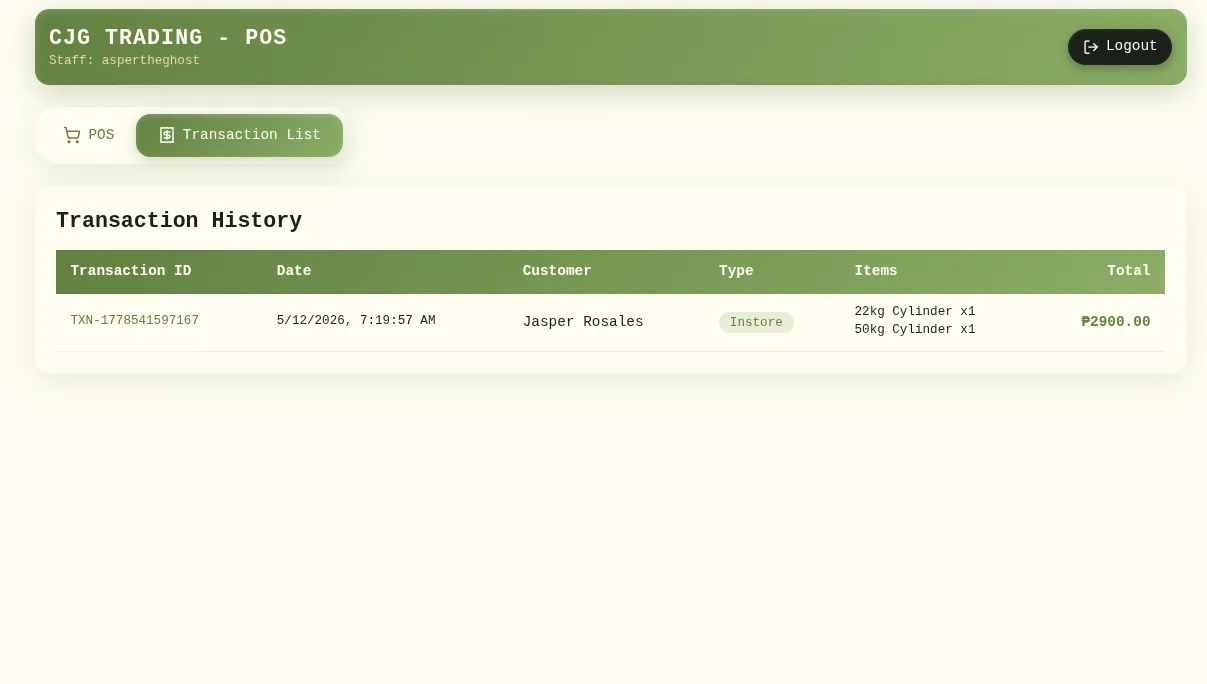 CJG TRADING - POS
Staff: aspertheghost
Logout
POS
Transaction List
Transaction History
Transaction ID Date Customer Type Items Total
TXN-1778541597167 5/12/2026, 7:19:57 AM Jasper Rosales Instore 22kg Cylinder x1 ₱2900.00
50kg Cylinder x1